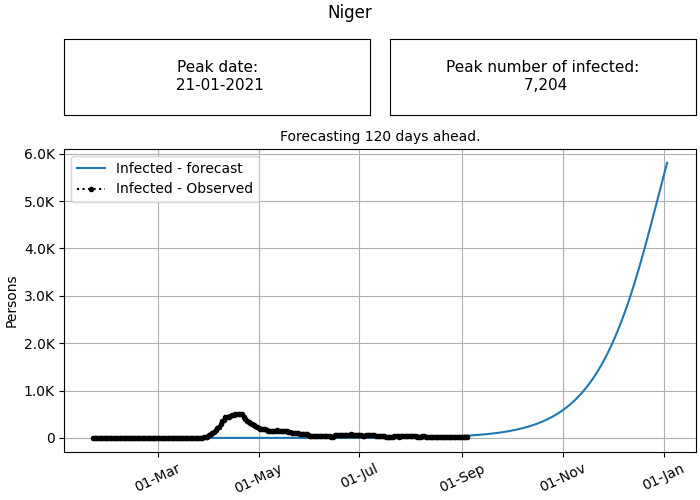 Niger
Peak date:
21-01-2021
Peak number of infected:
7,204
Forecasting 120 days ahead.
6.0K
Infected - forecast
Infected - Observed
5.0K
4.0K
3.0K
2.0K
1.0K
0
Persons
01-Mar
01-May
01-Jul
01-Sep
01-Nov
01-Jan